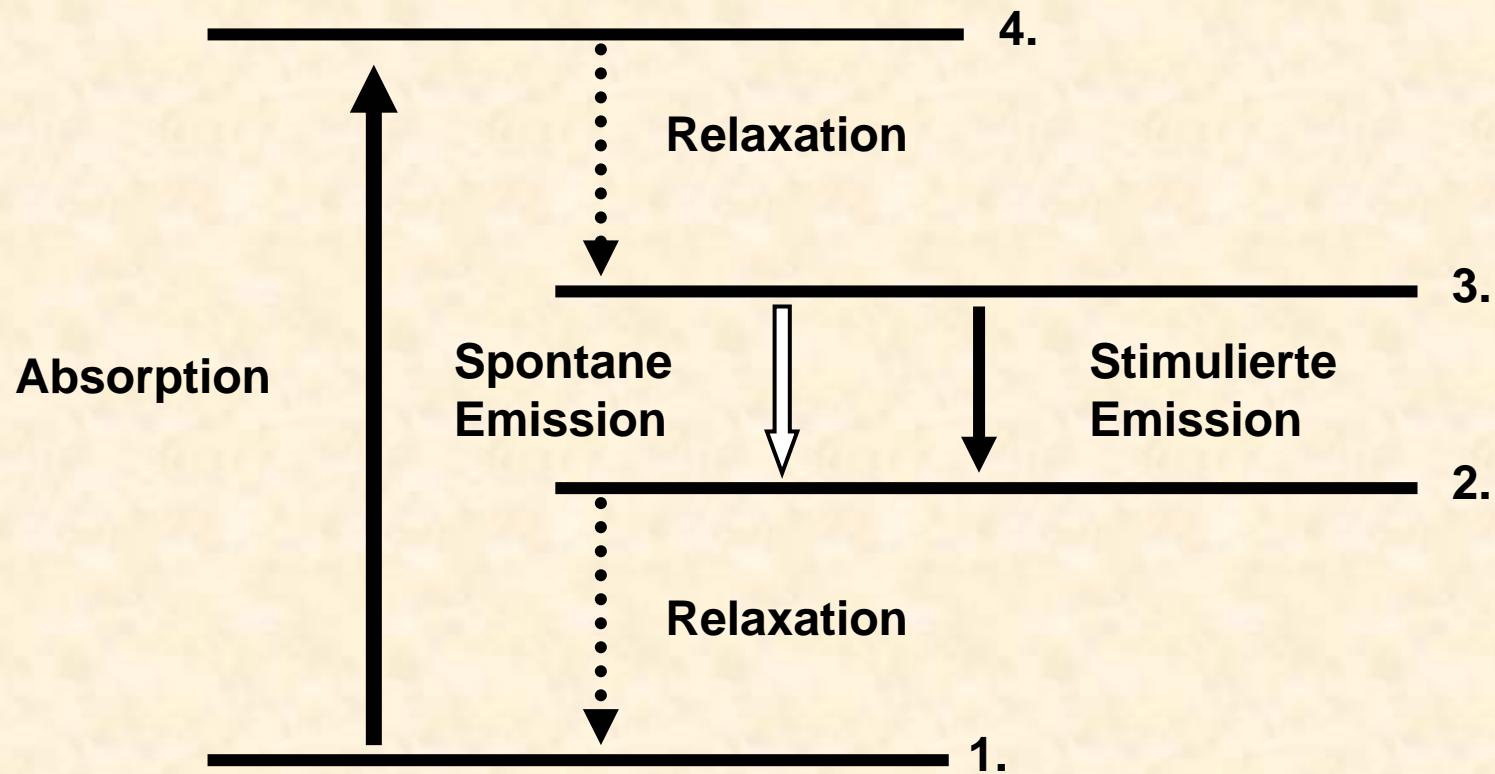 4.
Relaxation
3.
Absorption
Spontane
Emission
Stimulierte
Emission
2.
Relaxation
1.